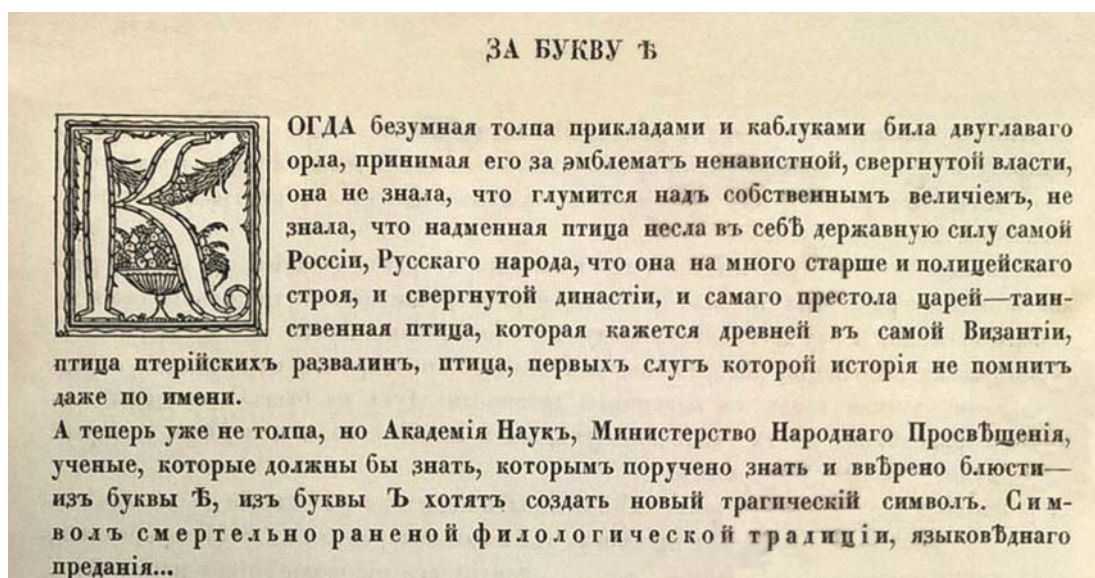 ЗА БУКВУ Ѣ
КОГДА безумная толпа прикладами и каблуками била двуглаваго
орла, принимая его за эмблематъ ненавистной, свергнутой власти,
она не знала, что глумится надъ собственнымъ величіемъ, не
знала, что надменная птица несла въ себѣ державную силу самой
Россіи, Русскаго народа, что она на много старше и полицейскаго
строя, и свергнутой династіи, и самаго престола царей—таин-
ственная птица, которая кажется древней въ самой Византіи,
птица птерійскихъ развалинъ, птица, первыхъ слугъ которой исторія не помнитъ
даже по имени.
А теперь уже не толпа, но Академія Наукъ, Министерство Народнаго Просвѣщенія,
ученые, которые должны бы знать, которымъ поручено знать и ввѣрено блюсти—
изъ буквы Ѣ, изъ буквы Ъ хотятъ создать новый трагическій символъ. Сим-
волъ смертельно раненой филологической традиціи, языковѣднаго
преданія...